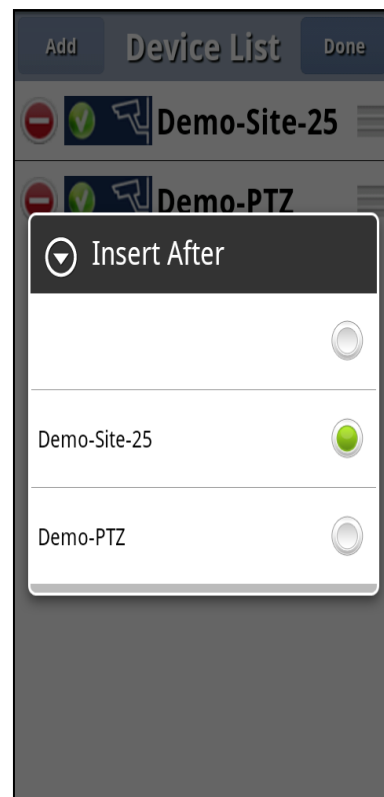 Add Device List Done
Demo-Site-25
Demo-PTZ
Insert After
Demo-Site-25
Demo-PTZ